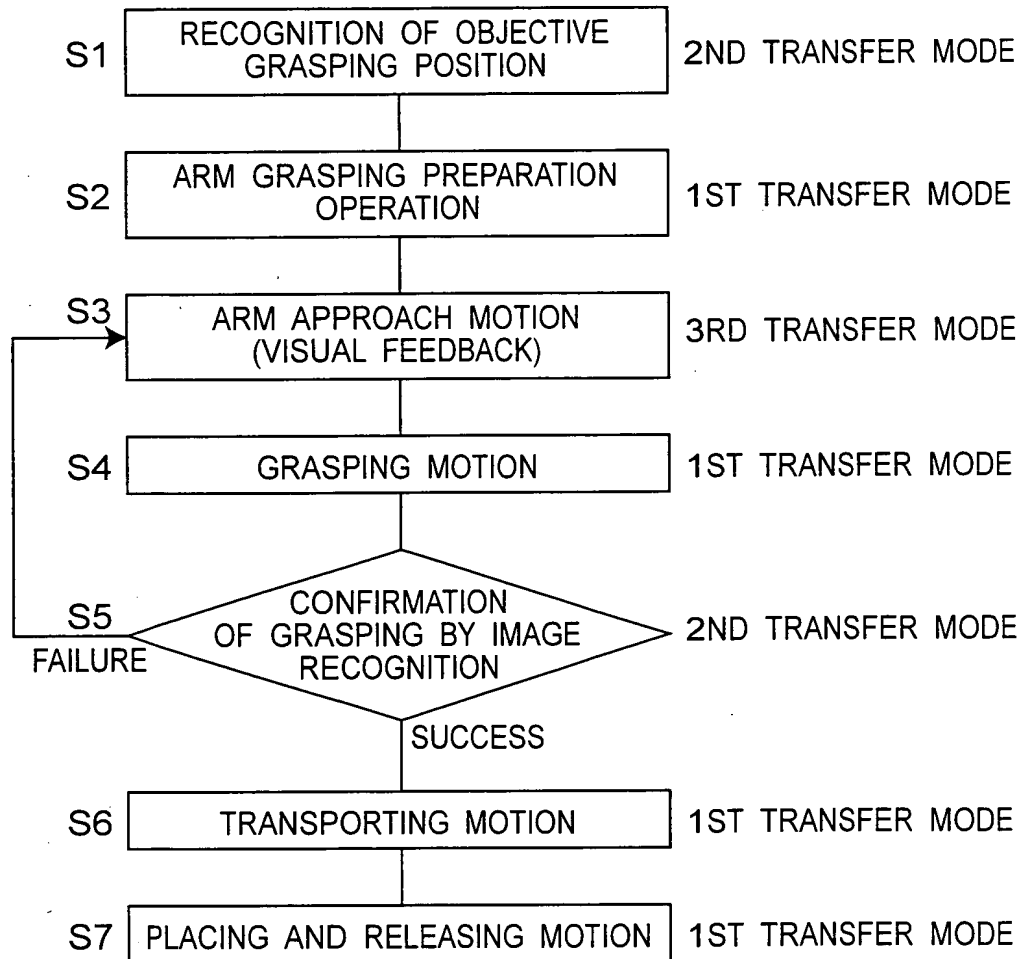 S1
RECOGNITION OF OBJECTIVE
GRASPING POSITION
2ND TRANSFER MODE
S2
ARM GRASPING PREPARATION
OPERATION
1ST TRANSFER MODE
S3
ARM APPROACH MOTION
(VISUAL FEEDBACK)
3RD TRANSFER MODE
S4
GRASPING MOTION
1ST TRANSFER MODE
S5
FAILURE
CONFIRMATION
OF GRASPING BY IMAGE
RECOGNITION
2ND TRANSFER MODE
SUCCESS
S6
TRANSPORTING MOTION
1ST TRANSFER MODE
S7
PLACING AND RELEASING MOTION
1ST TRANSFER MODE